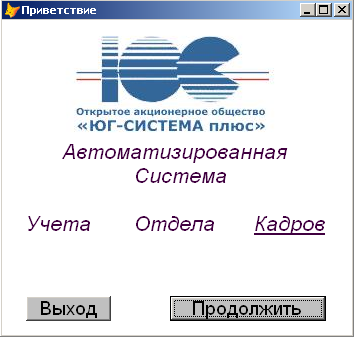 Приветствие
ЮС
Открытое акционерное общество
«ЮГ-СИСТЕМА плюс»
Автоматизированная
Система
Учета Отдела Кадров
Выход Продолжить